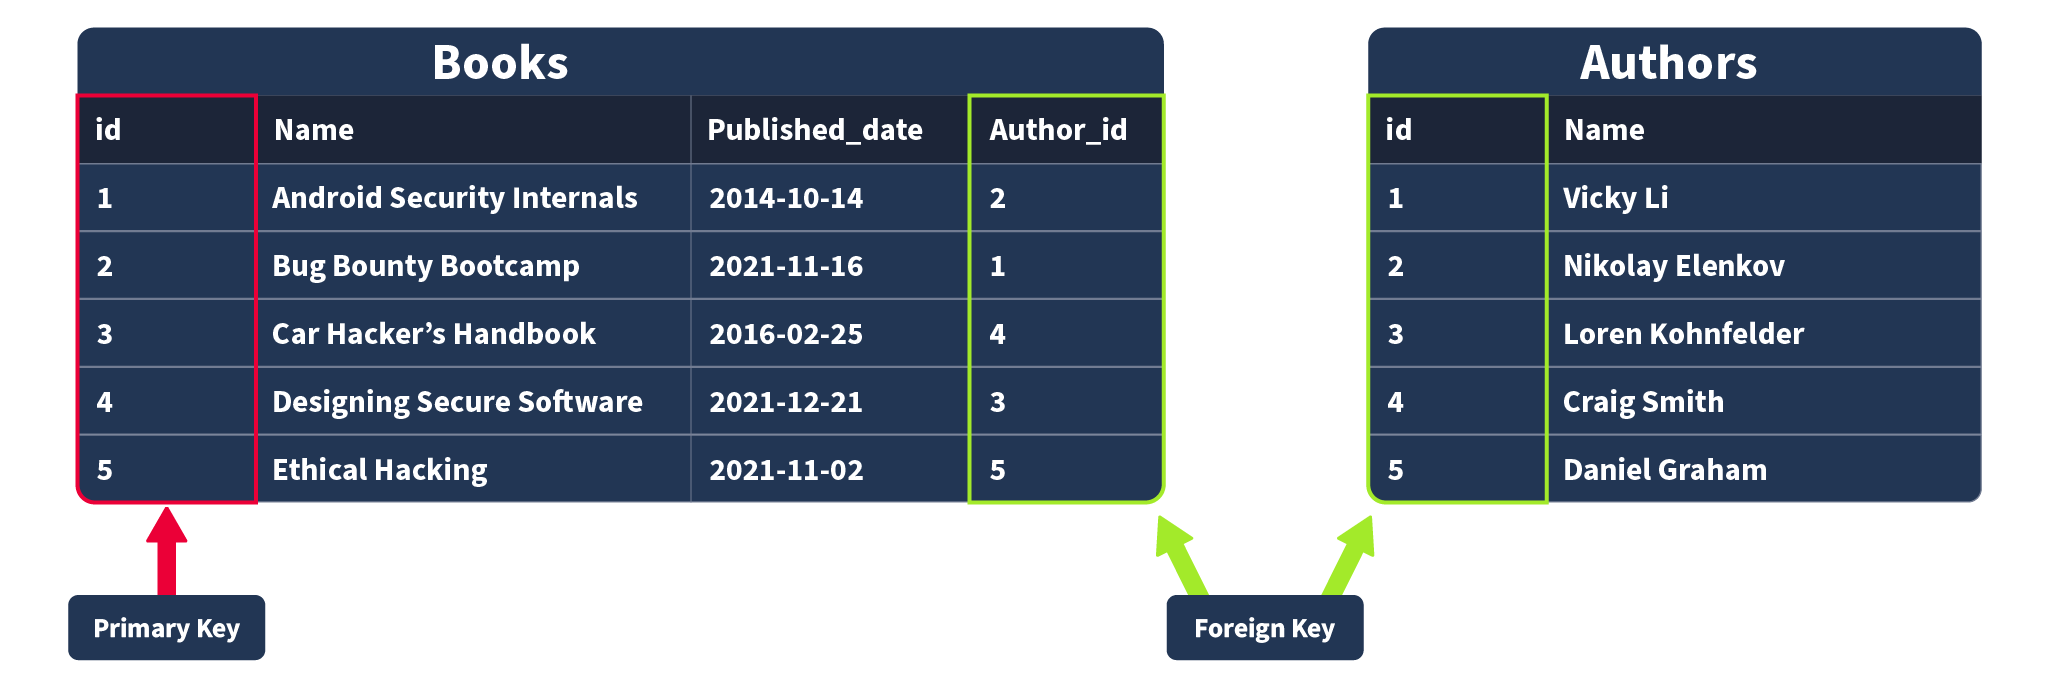 Books
id Name Published_date Author_id
1 Android Security Internals 2014-10-14 2
2 Bug Bounty Bootcamp 2021-11-16 1
3 Car Hacker’s Handbook 2016-02-25 4
4 Designing Secure Software 2021-12-21 3
5 Ethical Hacking 2021-11-02 5
Authors
id Name
1 Vicky Li
2 Nikolay Elenkov
3 Loren Kohnfelder
4 Craig Smith
5 Daniel Graham
Primary Key
Foreign Key